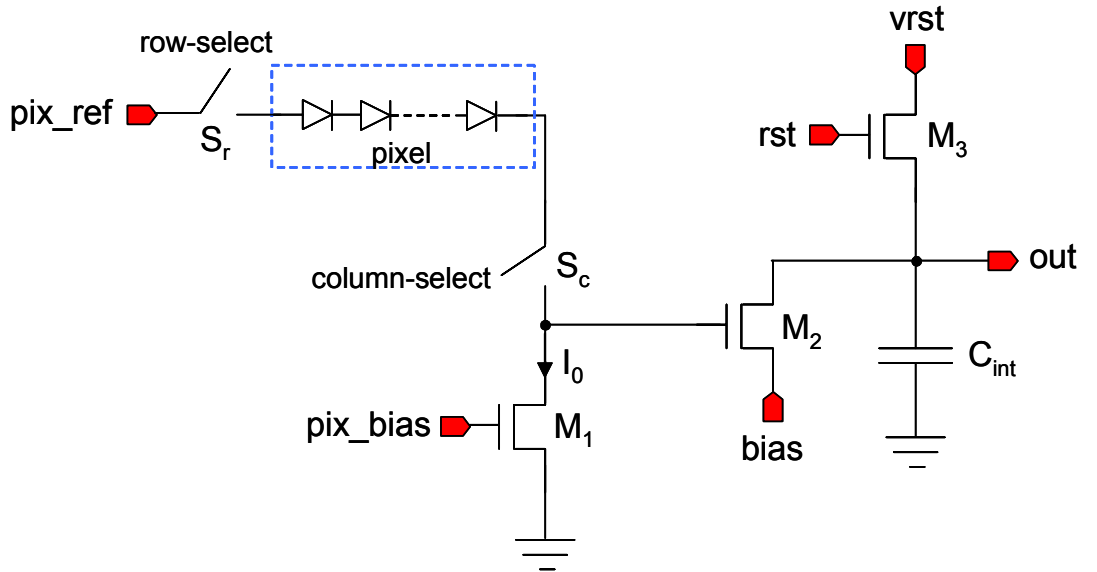 vrst
row-select
pix_ref
Sr
pixel
rst
M3
column-select
Sc
out
M2
I0
Cint
pix_bias
M1
bias